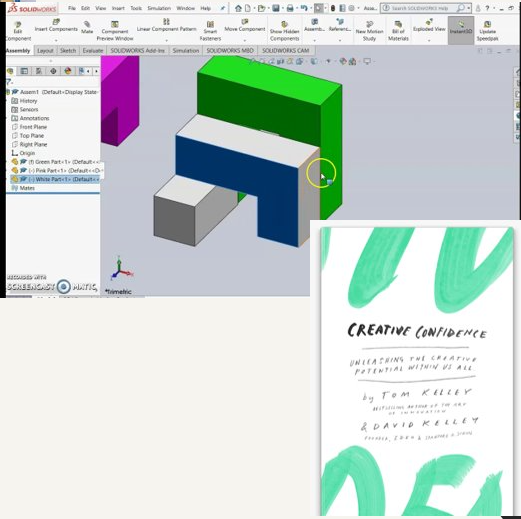 SOLIDWORKS File Edit View Insert Tools Simulation Window Asse... Search SOLIDWORKS Help
Edit Component Insert Components Mate Component Preview Window Linear Component Pattern Smart Fasteners Move Component Show Hidden Components Assemb... Referent... New Motion Study Bill of Materials Exploded View Instant3D Update Speedpak
Assembly Layout Sketch Evaluate SOLIDWORKS Add-Ins Simulation SOLIDWORKS MBD SOLIDWORKS CAM
Assem1 (Default<Display State-
History
Sensors
Annotations
Front Plane
Top Plane
Right Plane
Origin
(f) Green Part<1> (Default<<
(-) Pink Part<1> (Default<<D
(-) White Part<1> (Default<
Mates
RECORDED WITH
SCREENCAST MATIC
*Trimetric
CREATIVE CONFIDENCE
UNLEASHING THE CREATIVE
POTENTIAL WITHIN US ALL
by TOM KELLEY
BESTSELLING AUTHOR OF THE ART
OF INNOVATION
& DAVID KELLEY
FOUNDER, IDEO & STANFORD D.SCHOOL